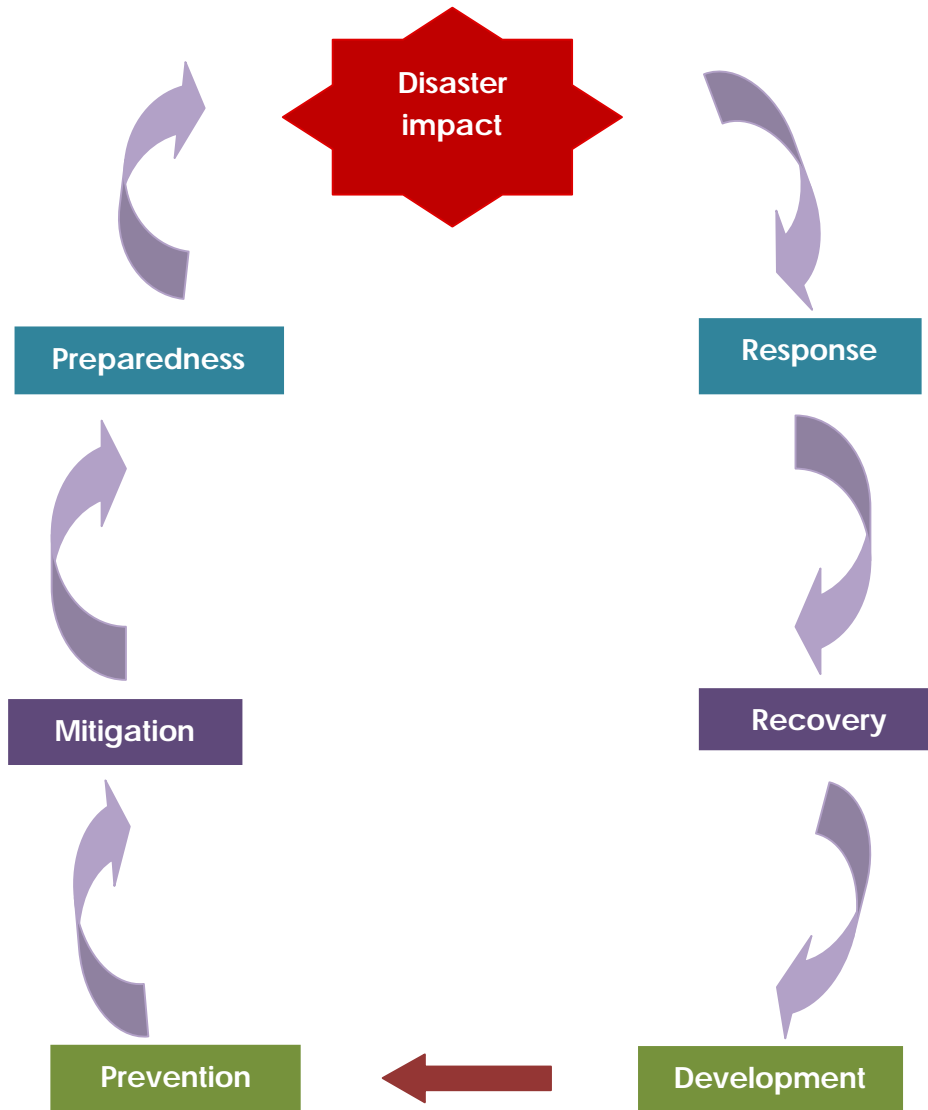 Disaster
impact
Preparedness
Response
Mitigation
Recovery
Prevention
Development